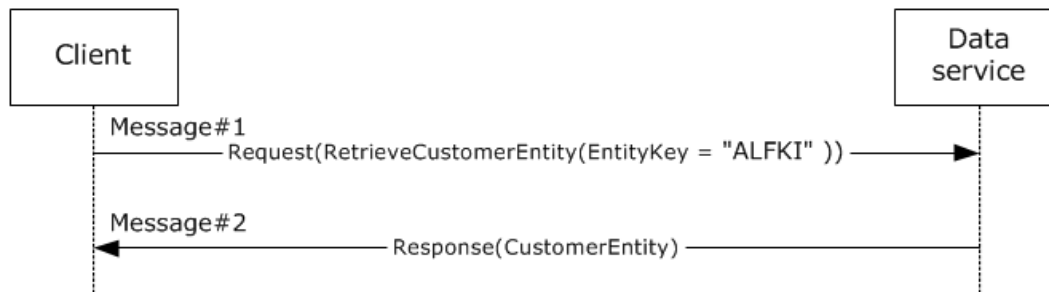 Client
Data
service
Message#1
Request(RetrieveCustomerEntity(EntityKey = "ALFKI" ))
Message#2
Response(CustomerEntity)